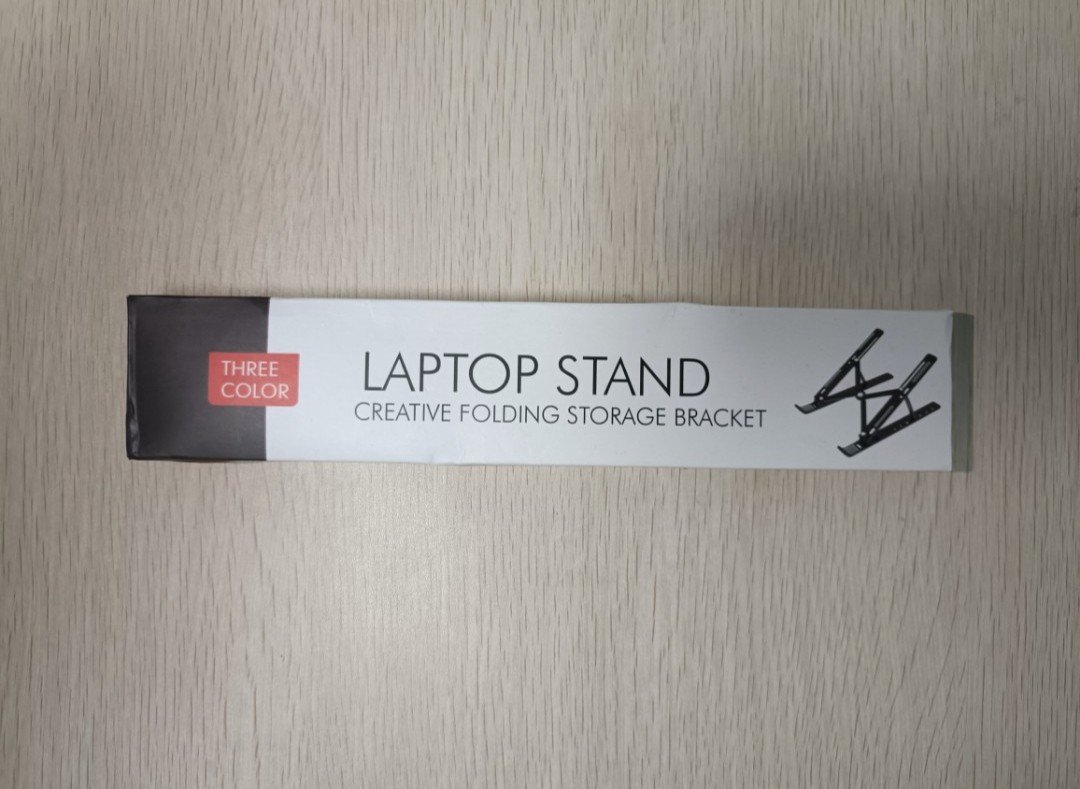 THREE
COLOR
LAPTOP STAND
CREATIVE FOLDING STORAGE BRACKET